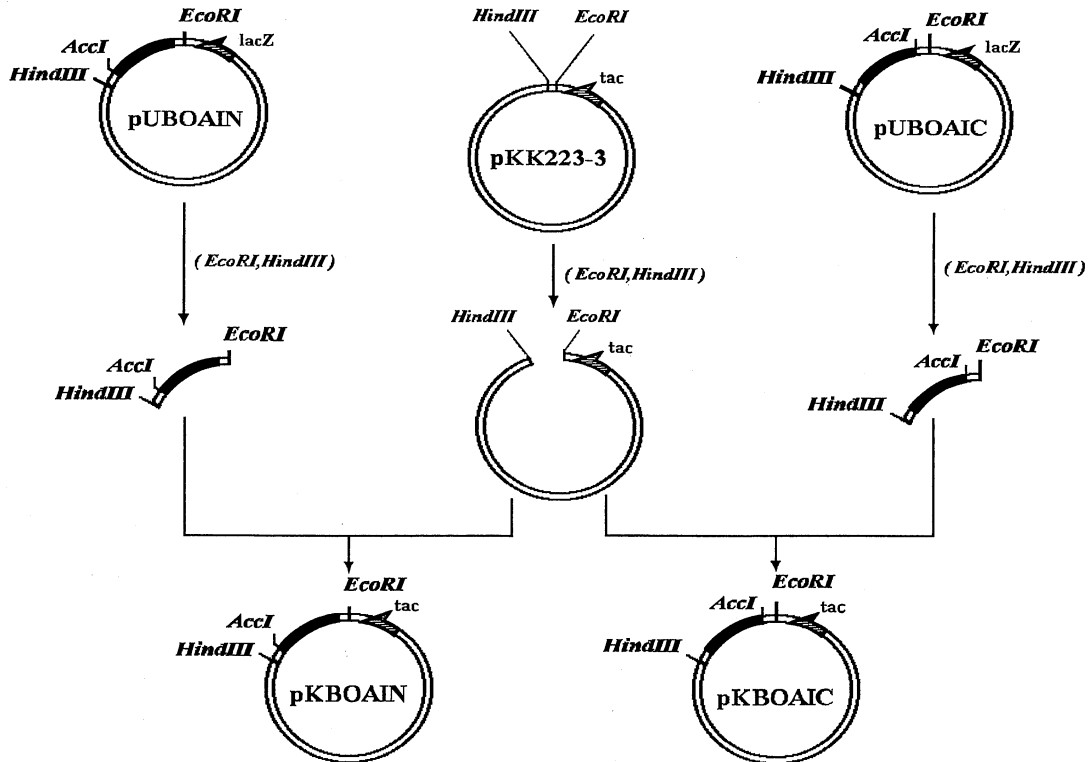 EcoRI
lacZ
AccI
HindIII
pUBOAIN
HindIII
EcoRI
tac
pKK223-3
EcoRI
AccI
lacZ
HindIII
pUBOAIC
(EcoRI,HindIII)
(EcoRI,HindIII)
(EcoRI,HindIII)
EcoRI
AccI
HindIII
HindIII
EcoRI
tac
EcoRI
AccI
HindIII
EcoRI
tac
AccI
HindIII
pKBOAIN
EcoRI
AccI
tac
HindIII
pKBOAIC